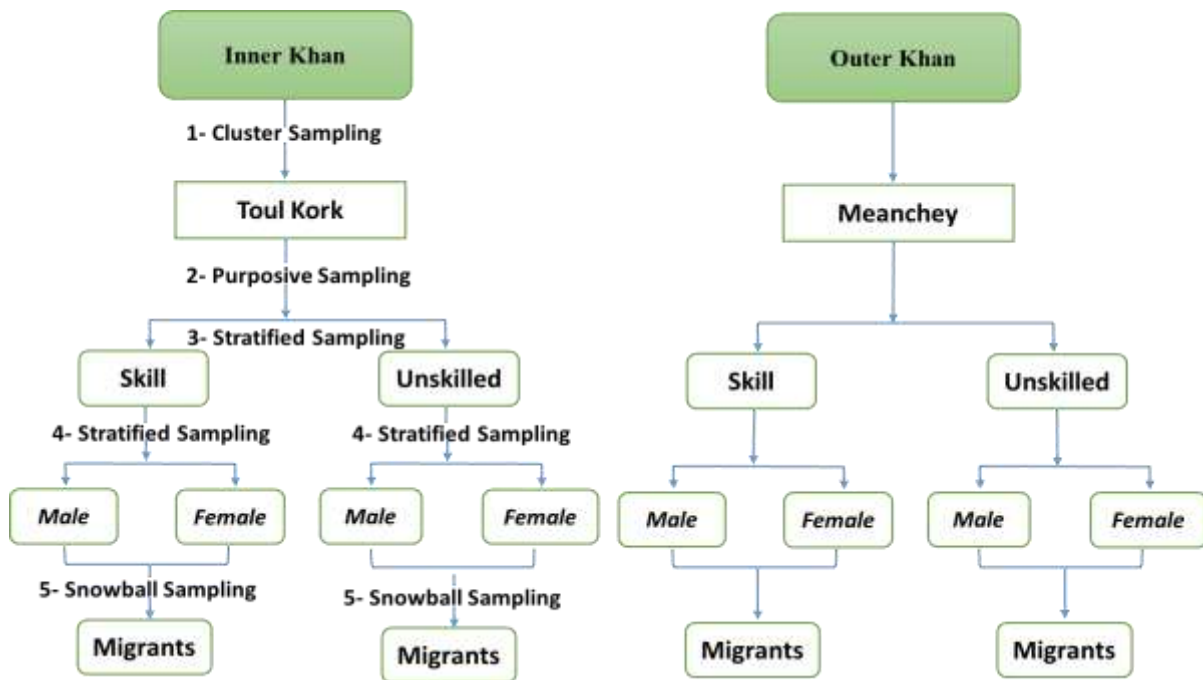 Inner Khan
Outer Khan
1- Cluster Sampling
Toul Kork
Meanchey
2- Purposive Sampling
3- Stratified Sampling
Skill
Unskilled
Skill
Unskilled
4- Stratified Sampling
4- Stratified Sampling
Male
Female
Male
Female
Male
Female
Male
Female
5- Snowball Sampling
5- Snowball Sampling
Migrants
Migrants
Migrants
Migrants